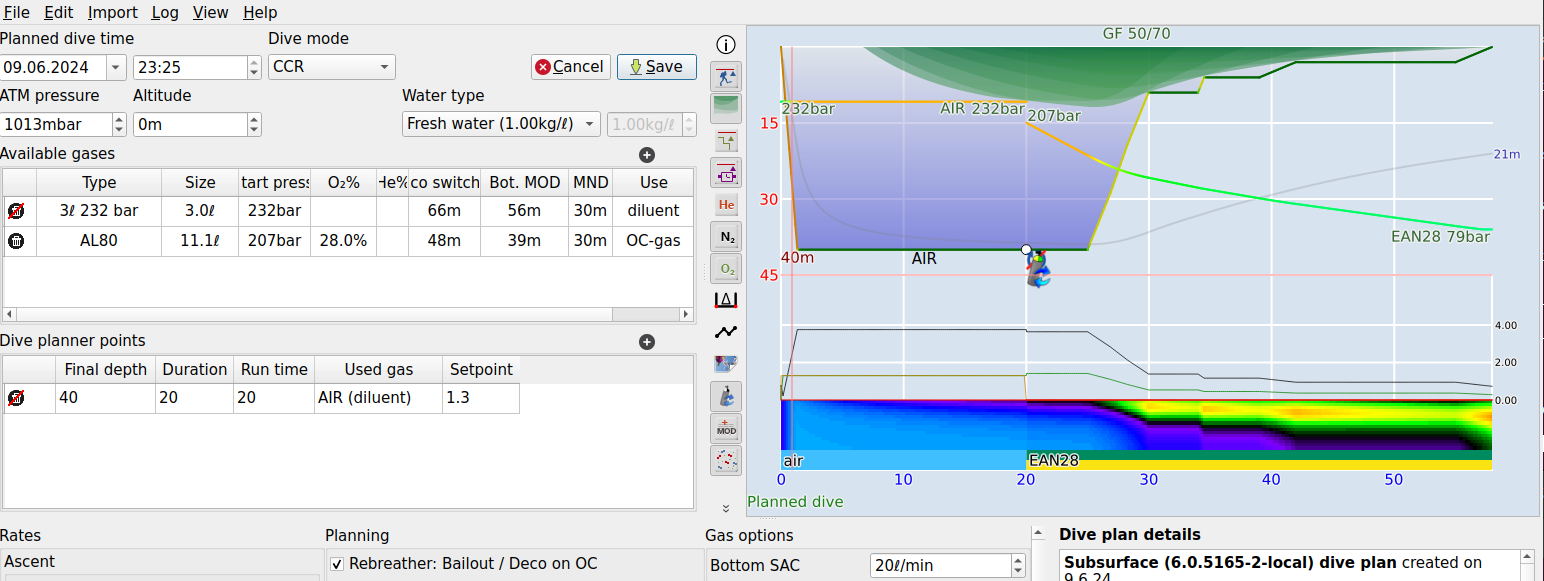 File Edit Import Log View Help
Planned dive time Dive mode
09.06.2024 23:25 CCR Cancel Save
ATM pressure Altitude Water type
1013mbar 0m Fresh water (1.00kg/ℓ) 1.00kg/ℓ
Available gases
Type Size tart press O₂% He% co switch Bot. MOD MND Use
3ℓ 232 bar 3.0ℓ 232bar 66m 56m 30m diluent
AL80 11.1ℓ 207bar 28.0% 48m 39m 30m OC-gas
Dive planner points
Final depth Duration Run time Used gas Setpoint
40 20 20 AIR (diluent) 1.3
Rates
Ascent
Planning
Rebreather: Bailout / Deco on OC
Gas options
Bottom SAC 20ℓ/min
He
N₂
O₂
MOD
GF 50/70
232bar AIR 232bar 207bar
15
21m
30
EAN28 79bar
40m AIR
45
4.00
2.00
0.00
air EAN28
0 10 20 30 40 50
Planned dive
Dive plan details
Subsurface (6.0.5165-2-local) dive plan created on
9.6.24